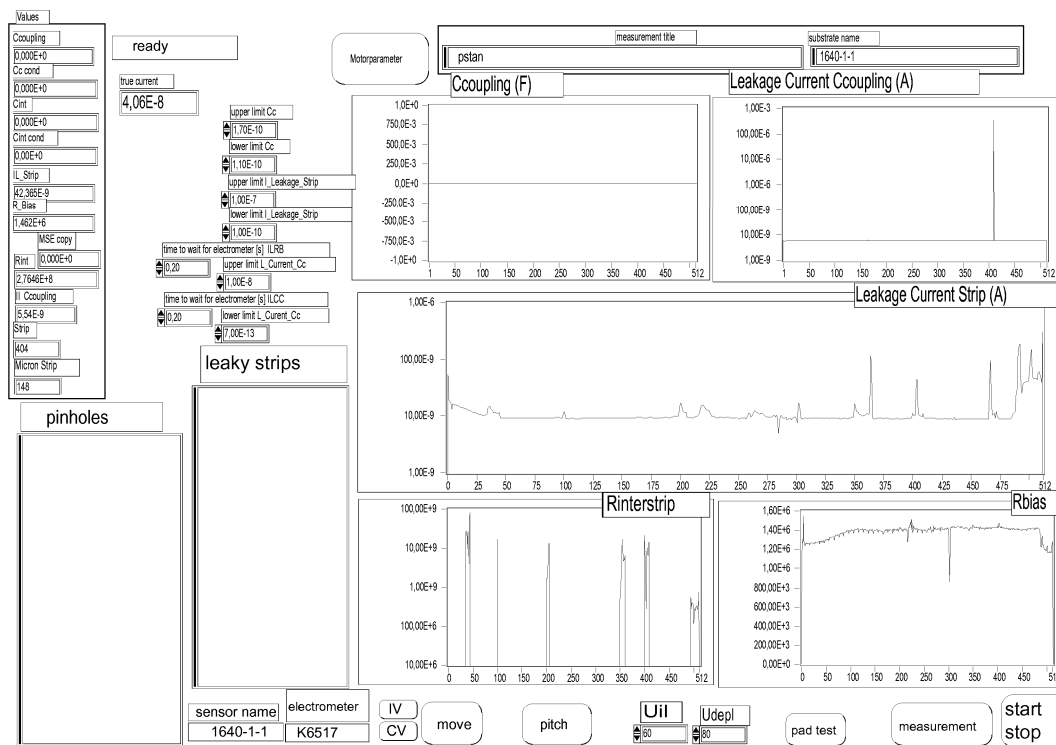 Values
Ccoupling
0,000E+0
Cc cond
0,000E+0
Cint
0,000E+0
Cint cond
0,00E+0
IL_Strip
42,365E-9
R_Bias
1,462E+6
MSE copy
Rint
0,000E+0
2,7646E+8
Il Ccoupling
5,54E-9
Strip
404
Micron Strip
148
ready
true current
4,06E-8
Motorparameter
measurement title
pstan
substrate name
1640-1-1
upper limit Cc
1,70E-10
lower limit Cc
1,10E-10
upper limit I_Leakage_Strip
1,00E-7
lower limit I_Leakage_Strip
1,00E-10
time to wait for electrometer [s] ILRB
0,20
upper limit L_Current_Cc
1,00E-8
time to wait for electrometer [s] ILCC
0,20
lower limit L_Curent_Cc
7,00E-13
Ccoupling (F)
1,0E+0
750,0E-3
500,0E-3
250,0E-3
0,0E+0
-250,0E-3
-500,0E-3
-750,0E-3
-1,0E+0
1 50 100 150 200 250 300 350 400 450 512
Leakage Current Ccoupling (A)
1,00E-3
100,00E-6
10,00E-6
1,00E-6
100,00E-9
10,00E-9
1,00E-9
1 50 100 150 200 250 300 350 400 450 512
Leakage Current Strip (A)
1,00E-6
100,00E-9
10,00E-9
1,00E-9
0 25 50 75 100 125 150 175 200 225 250 275 300 325 350 375 400 425 450 475 512
leaky strips
pinholes
Rinterstrip
100,00E+9
10,00E+9
1,00E+9
100,00E+6
10,00E+6
0 50 100 150 200 250 300 350 400 450 512
Rbias
1,60E+6
1,40E+6
1,20E+6
1,00E+6
800,00E+3
600,00E+3
400,00E+3
200,00E+3
0,00E+0
0 50 100 150 200 250 300 350 400 450 51
sensor name
1640-1-1
electrometer
K6517
IV
CV
move
pitch
Uil
60
Udepl
80
pad test
measurement
start
stop